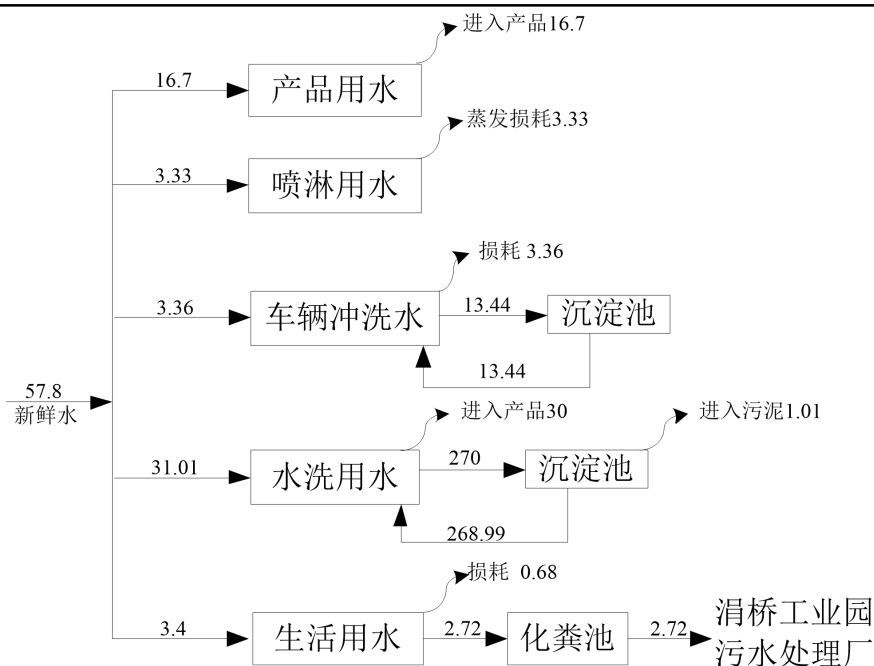 进入产品16.7
16.7
产品用水
蒸发损耗3.33
3.33
喷淋用水
损耗 3.36
3.36
车辆冲洗水
13.44
沉淀池
13.44
57.8
新鲜水
进入产品30
进入污泥1.01
31.01
水洗用水
270
沉淀池
268.99
损耗 0.68
3.4
生活用水
2.72
化粪池
2.72
涓桥工业园
污水处理厂